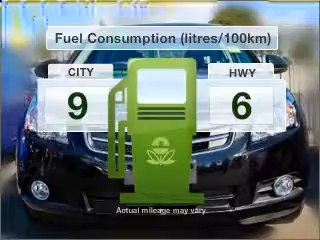 Fuel Consumption (litres/100km)
CITY HWY
9 6
Actual mileage may vary.